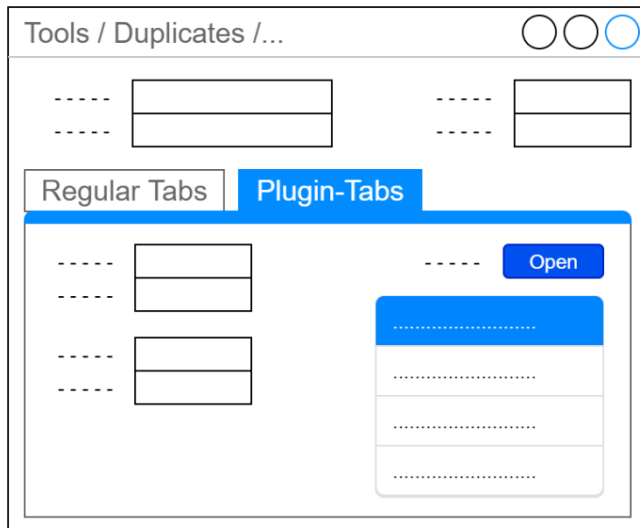 Tools / Duplicates /...
Regular Tabs
Plugin-Tabs
Open